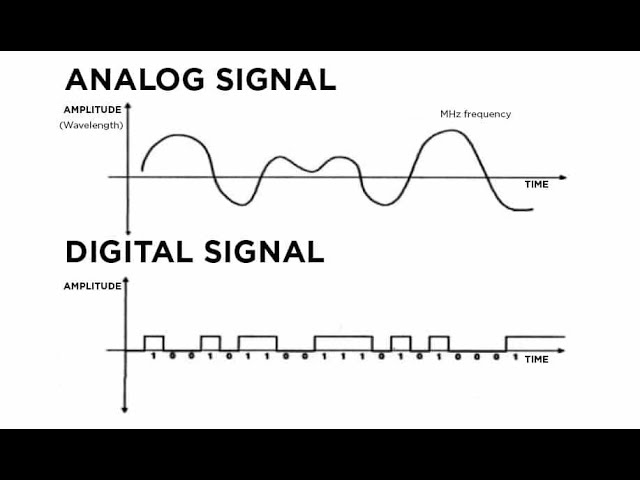 ANALOG SIGNAL
AMPLITUDE
(Wavelength)
MHz frequency
TIME
DIGITAL SIGNAL
AMPLITUDE
1 0 0 1 0 1 1 0 0 1 1 1 0 1 0 1 0 0 0 1
TIME